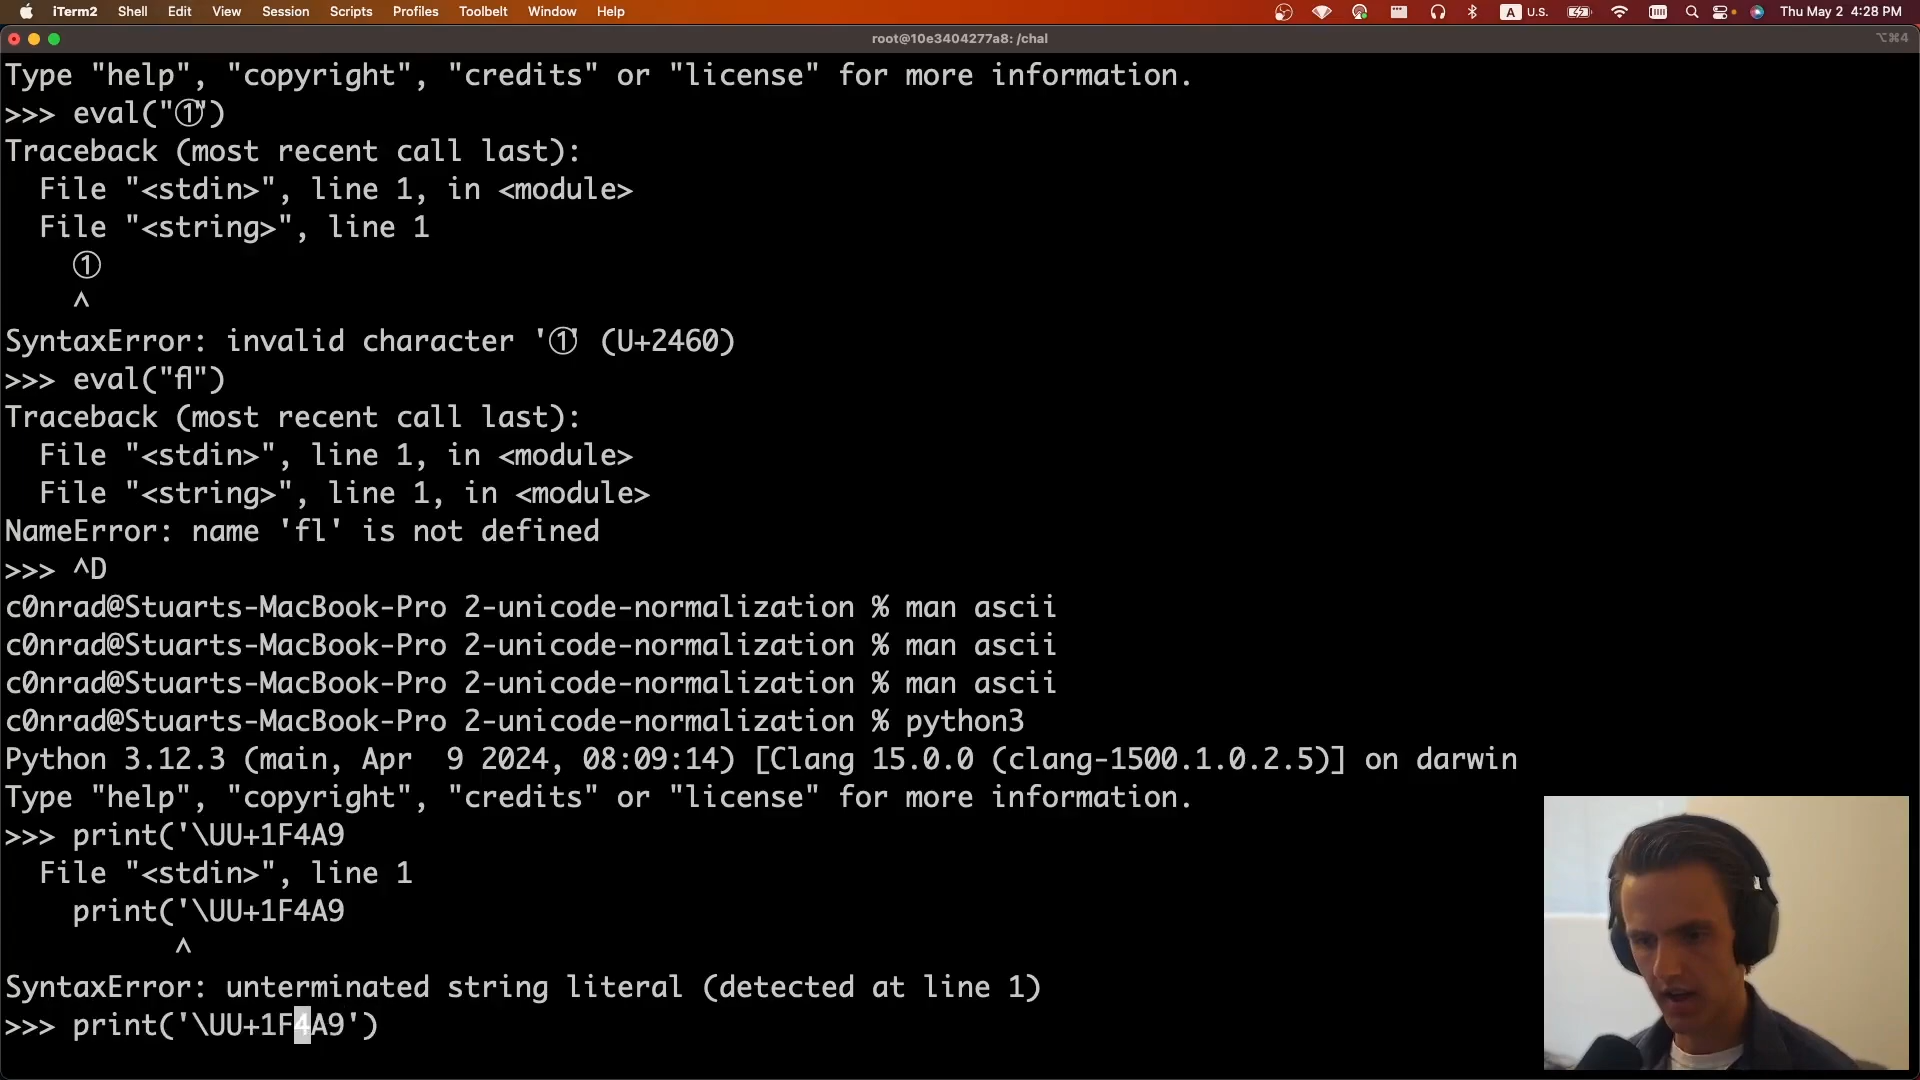 iTerm2 Shell Edit View Session Scripts Profiles Toolbelt Window Help A U.S. Thu May 2 4:28 PM
root@10e3404277a8: /chal ⌥⌘4
Type "help", "copyright", "credits" or "license" for more information.
>>> eval("①")
Traceback (most recent call last):
  File "<stdin>", line 1, in <module>
  File "<string>", line 1
    ①
    ^
SyntaxError: invalid character '①' (U+2460)
>>> eval("ﬂ")
Traceback (most recent call last):
  File "<stdin>", line 1, in <module>
  File "<string>", line 1, in <module>
NameError: name 'fl' is not defined
>>> ^D
c0nrad@Stuarts-MacBook-Pro 2-unicode-normalization % man ascii
c0nrad@Stuarts-MacBook-Pro 2-unicode-normalization % man ascii
c0nrad@Stuarts-MacBook-Pro 2-unicode-normalization % man ascii
c0nrad@Stuarts-MacBook-Pro 2-unicode-normalization % python3
Python 3.12.3 (main, Apr  9 2024, 08:09:14) [Clang 15.0.0 (clang-1500.1.0.2.5)] on darwin
Type "help", "copyright", "credits" or "license" for more information.
>>> print('\UU+1F4A9
  File "<stdin>", line 1
    print('\UU+1F4A9
          ^
SyntaxError: unterminated string literal (detected at line 1)
>>> print('\UU+1F4A9')